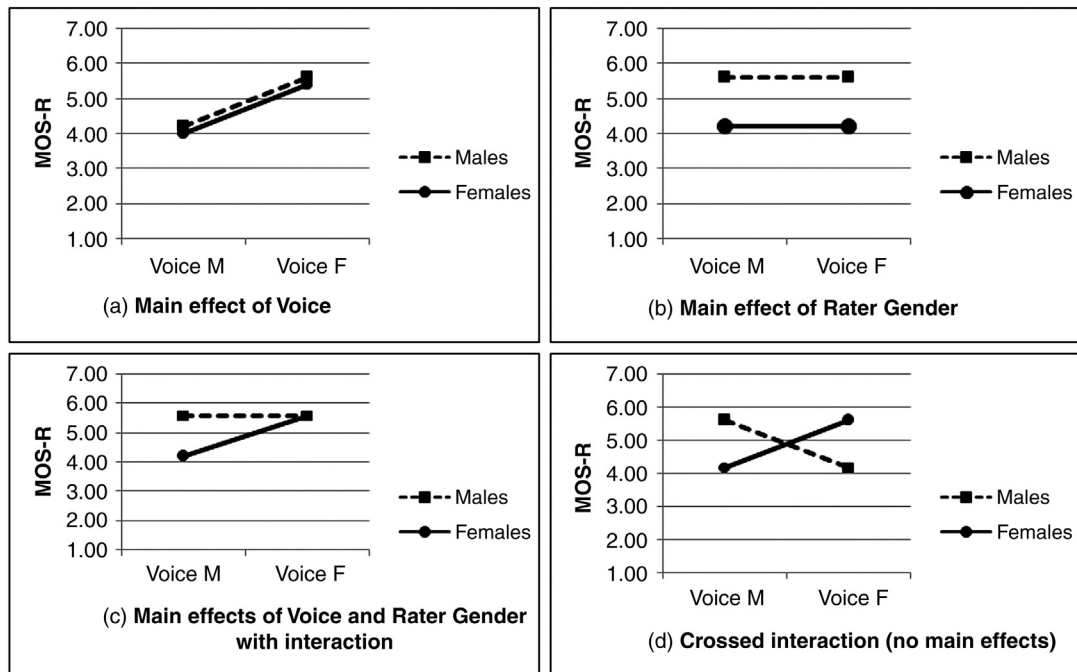 7.00
6.00
5.00
4.00
3.00
2.00
1.00
MOS-R
Males
Females
Voice M Voice F
(a) Main effect of Voice
7.00
6.00
5.00
4.00
3.00
2.00
1.00
MOS-R
Males
Females
Voice M Voice F
(b) Main effect of Rater Gender
7.00
6.00
5.00
4.00
3.00
2.00
1.00
MOS-R
Males
Females
Voice M Voice F
(c) Main effects of Voice and Rater Gender
with interaction
7.00
6.00
5.00
4.00
3.00
2.00
1.00
MOS-R
Males
Females
Voice M Voice F
(d) Crossed interaction (no main effects)